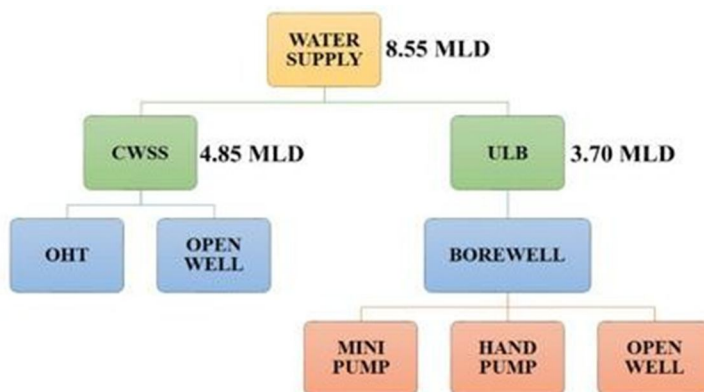 WATER
SUPPLY
8.55 MLD
CWSS
4.85 MLD
ULB
3.70 MLD
OHT
OPEN
WELL
BOREWELL
MINI
PUMP
HAND
PUMP
OPEN
WELL